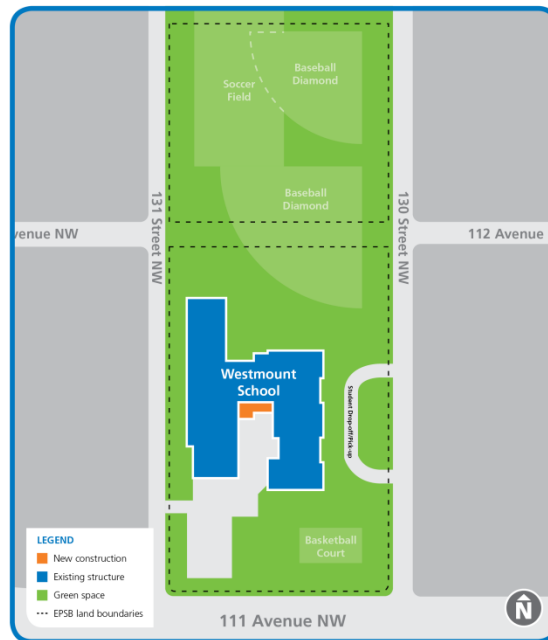 Baseball
Diamond
Soccer
Field
Baseball
Diamond
131 Street NW
130 Street NW
venue NW
112 Avenue
Westmount
School
Student Drop-off/Pick-up
Basketball
Court
LEGEND
New construction
Existing structure
Green space
EPSB land boundaries
111 Avenue NW
N